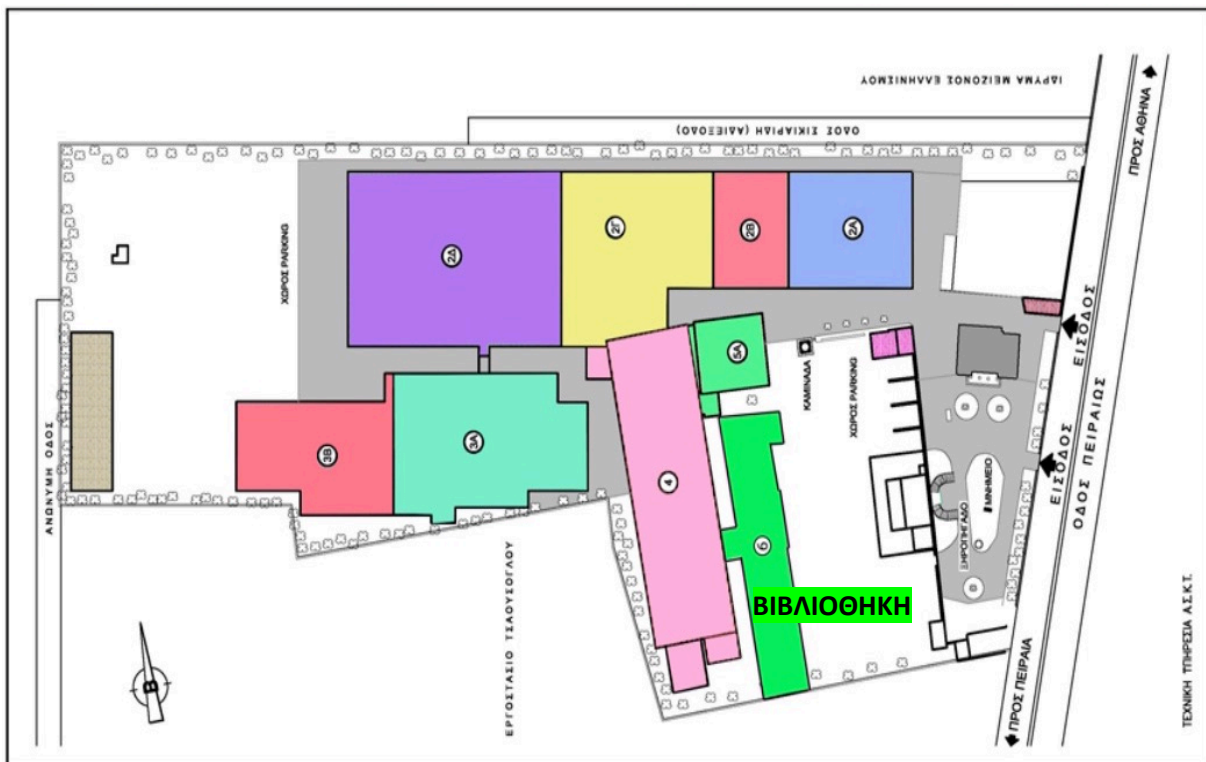 ΙΔΡΥΜΑ ΜΕΙΖΟΝΟΣ ΕΛΛΗΝΙΣΜΟΥ
ΟΔΟΣ ΣΙΚΙΑΡΙΔΗ (ΑΔΙΕΞΟΔΟ)
ΠΡΟΣ ΑΘΗΝΑ
2Δ
2Γ
2Β
2Α
ΧΩΡΟΣ PARKING
ΕΙΣΟΔΟΣ
5Α
ΚΑΜΙΝΑΔΑ
ΧΩΡΟΣ PARKING
3Β
3Α
4
6
ΑΝΩΝΥΜΗ ΟΔΟΣ
ΕΙΣΟΔΟΣ
ΟΔΟΣ ΠΕΙΡΑΙΩΣ
ΜΝΗΜΕΙΟ
ΞΗΡΟΠΗΓΑΔΟ
ΒΙΒΛΙΟΘΗΚΗ
ΕΡΓΟΣΤΑΣΙΟ ΤΣΑΟΥΣΟΓΛΟΥ
Β
ΠΡΟΣ ΠΕΙΡΑΙΑ
ΤΕΧΝΙΚΗ ΥΠΗΡΕΣΙΑ Α.Σ.Κ.Τ.